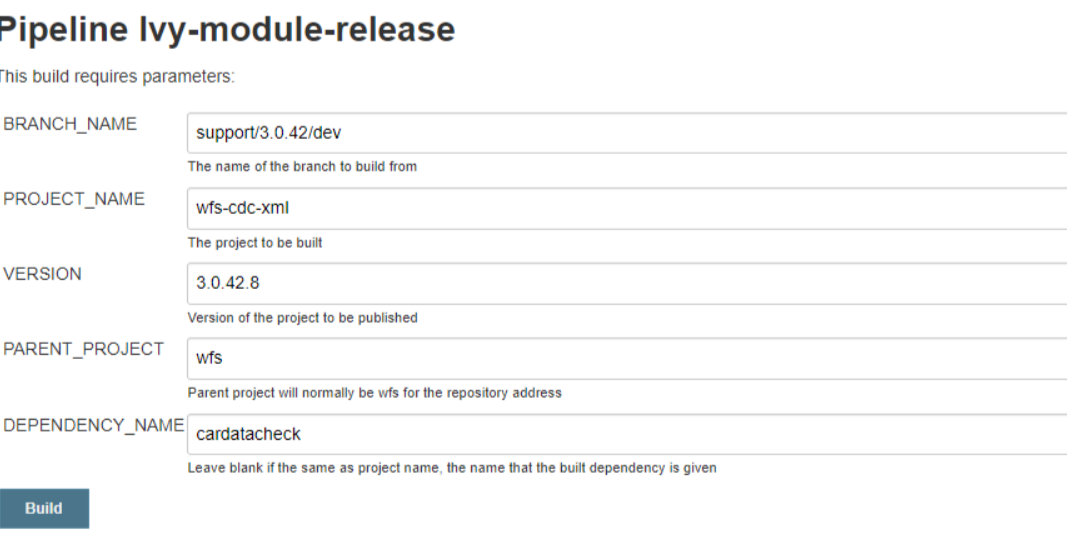 Pipeline Ivy-module-release
This build requires parameters:
BRANCH_NAME
support/3.0.42/dev
The name of the branch to build from
PROJECT_NAME
wfs-cdc-xml
The project to be built
VERSION
3.0.42.8
Version of the project to be published
PARENT_PROJECT
wfs
Parent project will normally be wfs for the repository address
DEPENDENCY_NAME
cardatacheck
Leave blank if the same as project name, the name that the built dependency is given
Build